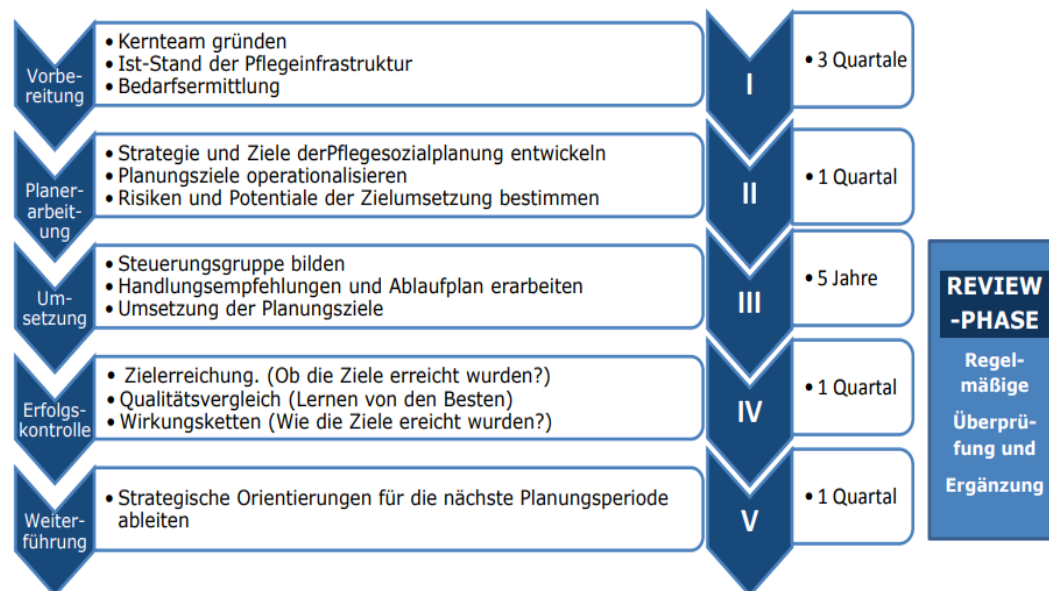 Vorbe-
reitung
• Kernteam gründen
• Ist-Stand der Pflegeinfrastruktur
• Bedarfsermittlung
I
• 3 Quartale
Planer-
arbeit-
ung
• Strategie und Ziele derPflegesozialplanung entwickeln
• Planungsziele operationalisieren
• Risiken und Potentiale der Zielumsetzung bestimmen
II
• 1 Quartal
Um-
setzung
• Steuerungsgruppe bilden
• Handlungsempfehlungen und Ablaufplan erarbeiten
• Umsetzung der Planungsziele
III
• 5 Jahre
Erfolgs-
kontrolle
• Zielerreichung. (Ob die Ziele erreicht wurden?)
• Qualitätsvergleich (Lernen von den Besten)
• Wirkungsketten (Wie die Ziele ereicht wurden?)
IV
• 1 Quartal
Weiter-
führung
• Strategische Orientierungen für die nächste Planungsperiode
ableiten
V
• 1 Quartal
REVIEW
-PHASE
Regel-
mäßige
Überprü-
fung und
Ergänzung